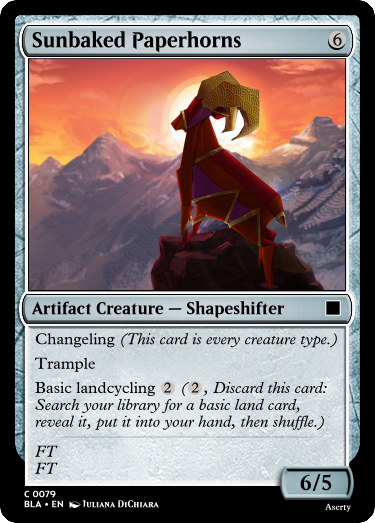 Sunbaked Paperhorns 6
Artifact Creature — Shapeshifter
Changeling (This card is every creature type.)
Trample
Basic landcycling 2 (2, Discard this card:
Search your library for a basic land card,
reveal it, put it into your hand, then shuffle.)
FT
FT
6/5
C 0079
BLA • EN Juliana DiChiara
Aserty